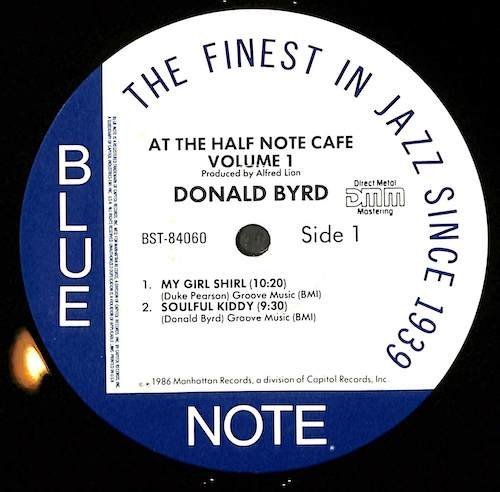 THE FINEST IN JAZZ SINCE 1939
AT THE HALF NOTE CAFE
VOLUME 1
Produced by Alfred Lion
DONALD BYRD
Direct Metal
DMM
Mastering
BST-84060
Side 1
1. MY GIRL SHIRL (10:20)
(Duke Pearson) Groove Music (BMI)
2. SOULFUL KIDDY (9:30)
(Donald Byrd) Groove Music (BMI)
1986 Manhattan Records, a division of Capitol Records, Inc.
BLUE
NOTE